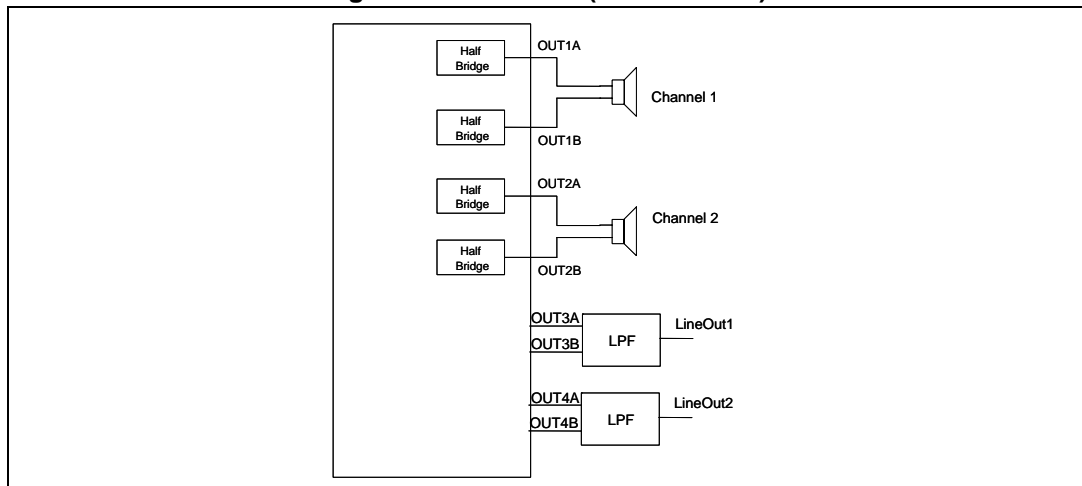 Half
Bridge
OUT1A
Channel 1
Half
Bridge
OUT1B
Half
Bridge
OUT2A
Channel 2
Half
Bridge
OUT2B
OUT3A
OUT3B
LPF
LineOut1
OUT4A
OUT4B
LPF
LineOut2